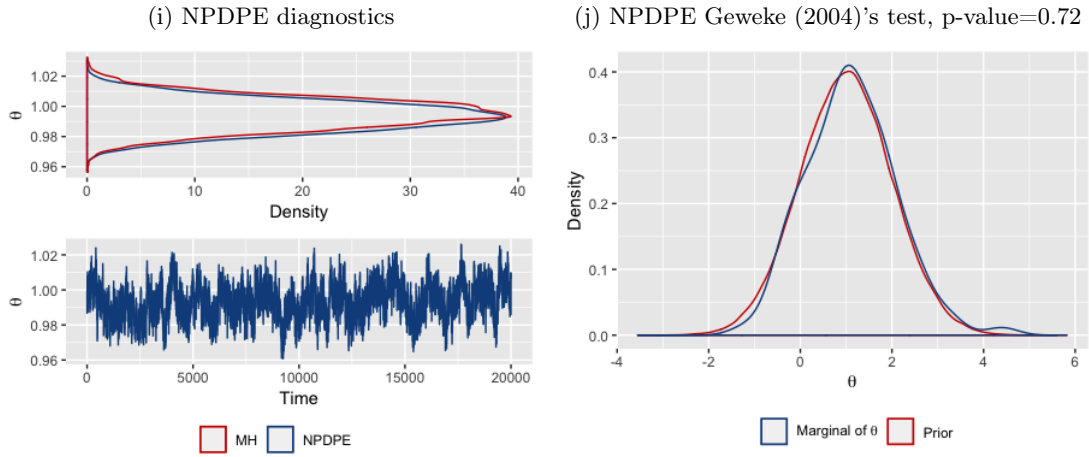 (i) NPDPE diagnostics
1.02
1.00
0.98
0.96
θ
0 10 20 30 40
Density
1.02
1.00
0.98
0.96
θ
0 5000 10000 15000 20000
Time
MH NPDPE
(j) NPDPE Geweke (2004)'s test, p-value=0.72
0.4
0.3
0.2
0.1
0.0
Density
-4 -2 0 2 4 6
θ
Marginal of θ Prior